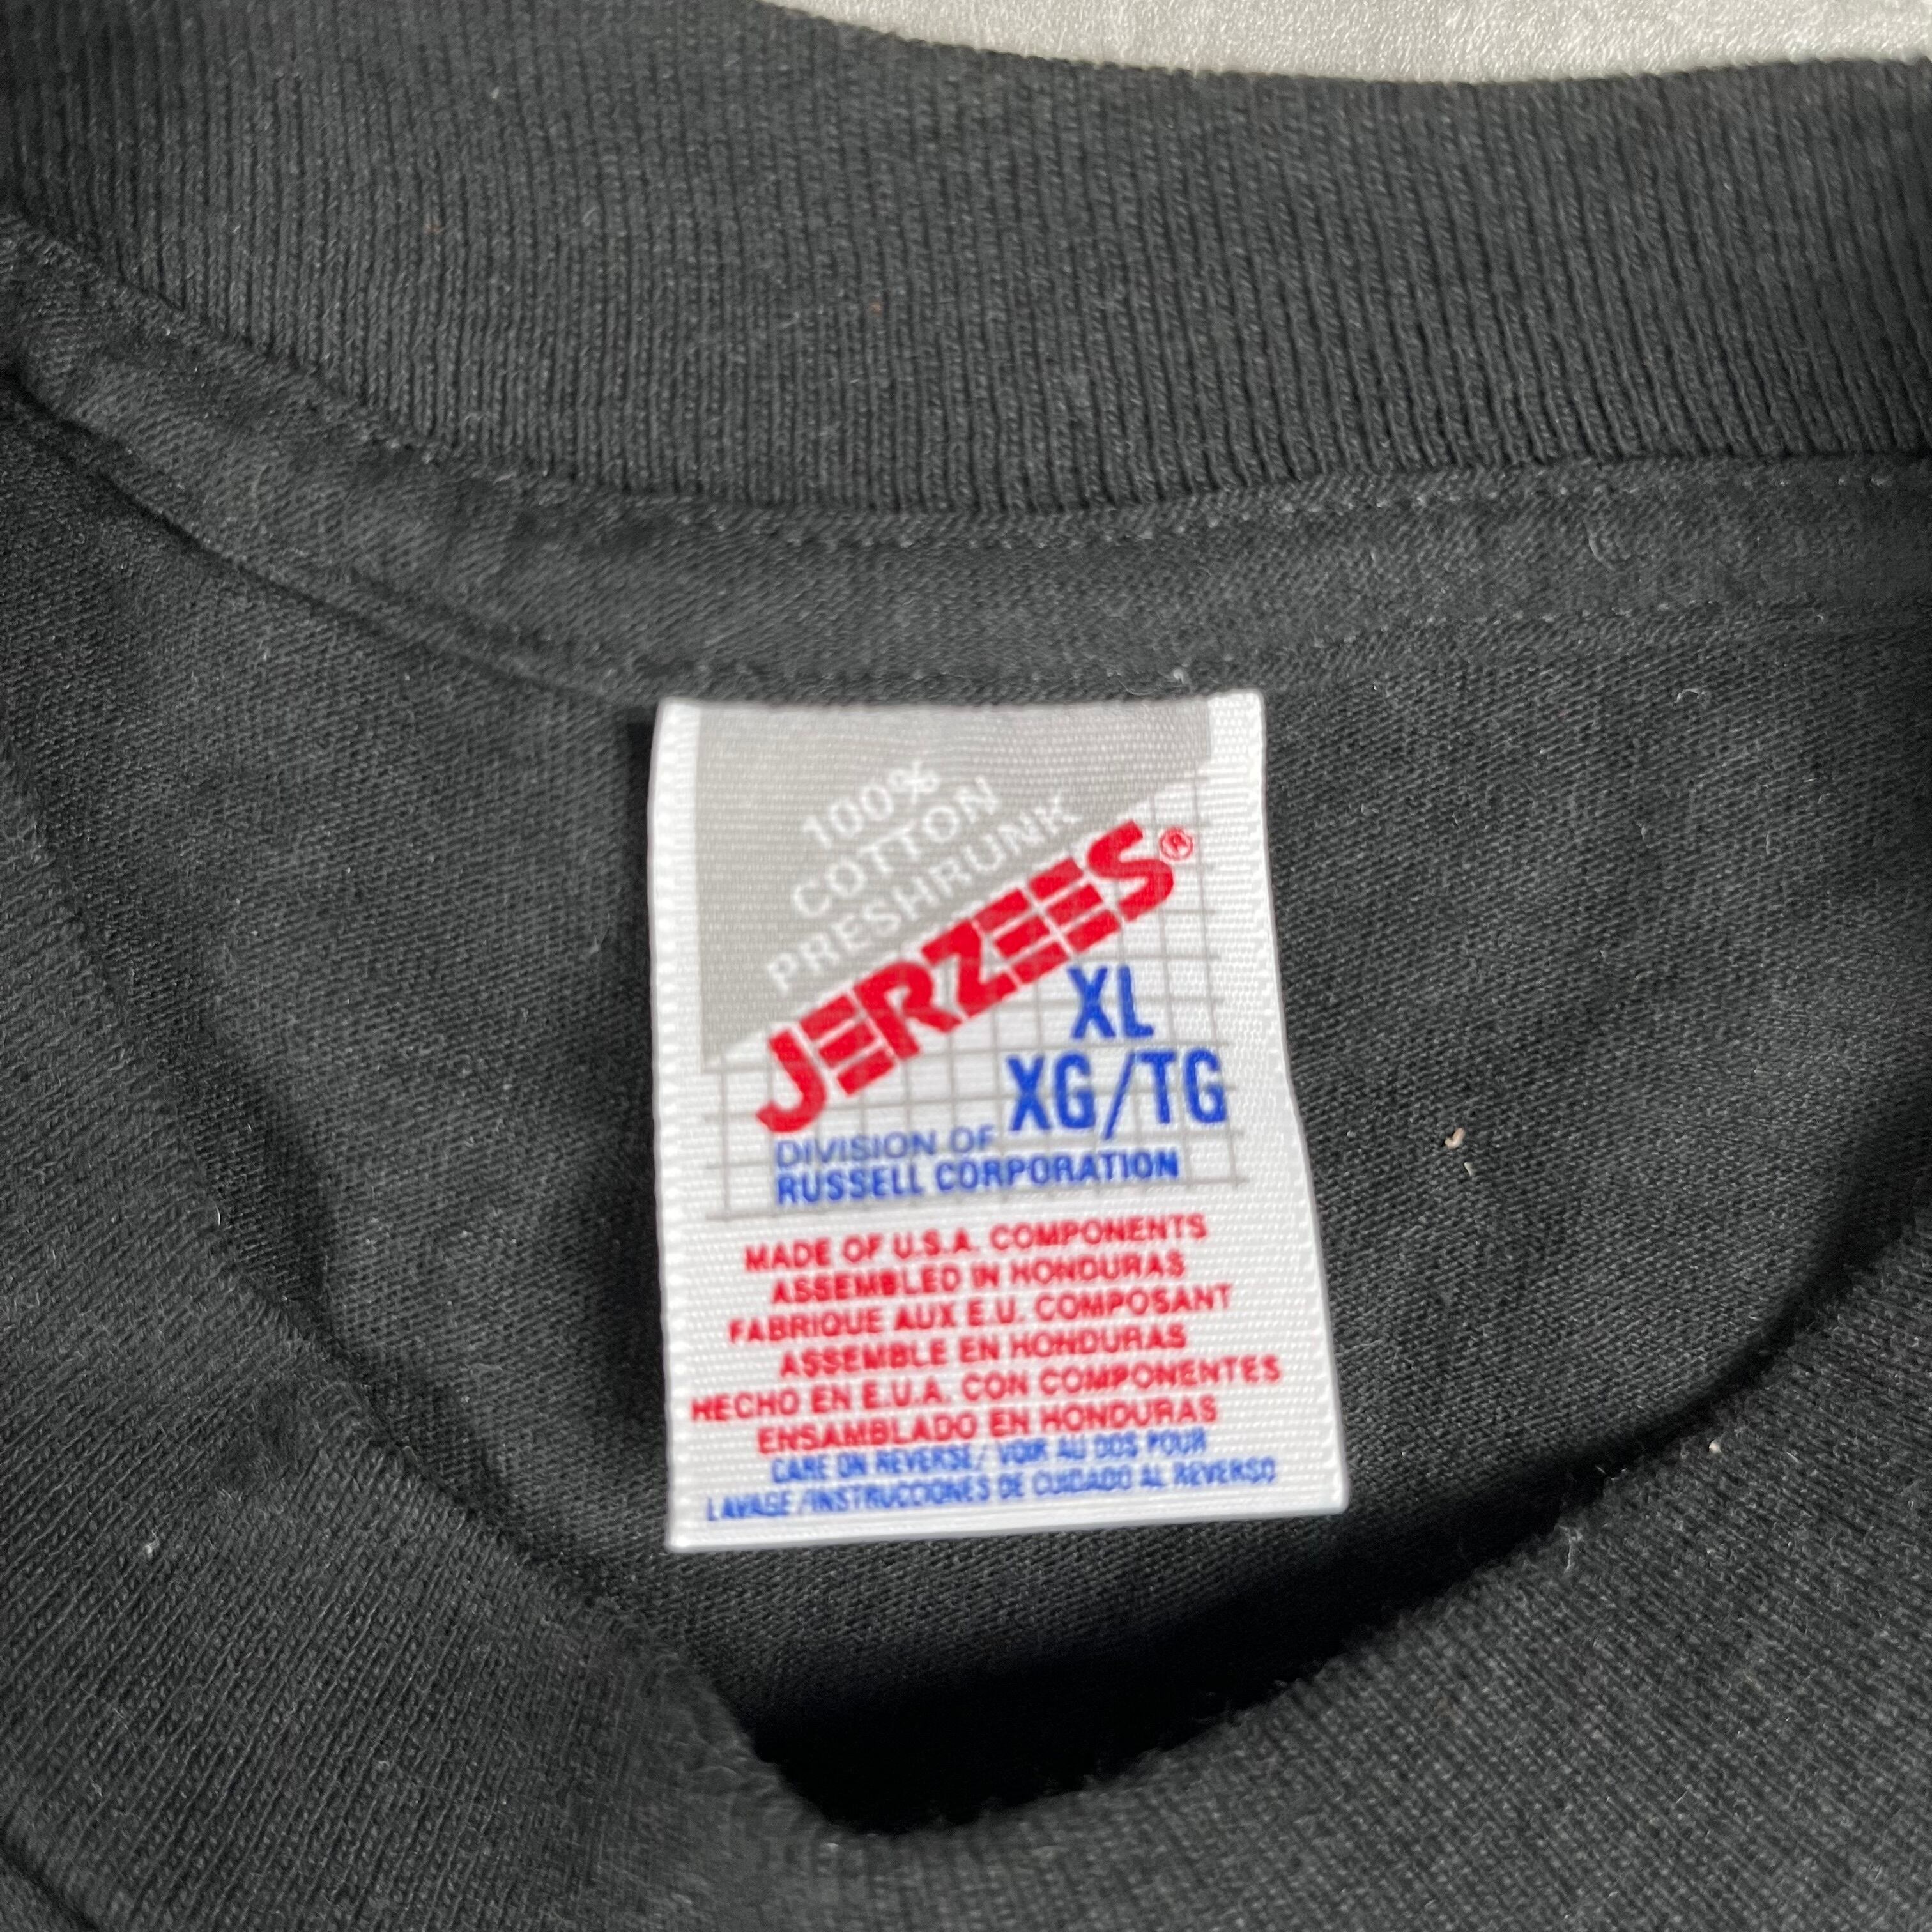 100%
COTTON
PRESHRUNK
JERZEES®
XL
XG/TG
DIVISION OF
RUSSELL CORPORATION
MADE OF U.S.A. COMPONENTS
ASSEMBLED IN HONDURAS
FABRIQUE AUX E.U. COMPOSANT
ASSEMBLE EN HONDURAS
HECHO EN E.U.A. CON COMPONENTES
ENSAMBLADO EN HONDURAS
CARE ON REVERSE/ VOIR AU DOS POUR
LAVAGE/INSTRUCCIONES DE CUIDADO AL REVERSO